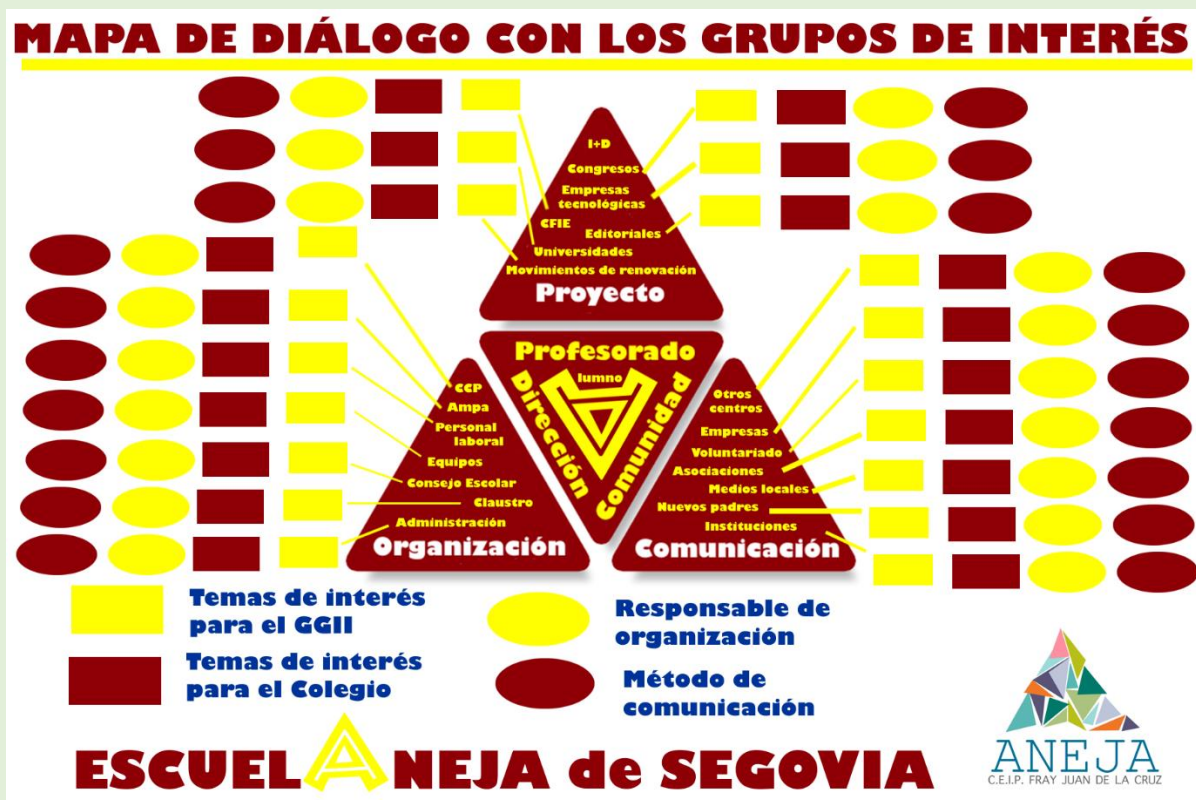 MAPA DE DIÁLOGO CON LOS GRUPOS DE INTERÉS
I+D
Congresos
Empresas
tecnológicas
CFIE
Editoriales
Universidades
Movimientos de renovación
Proyecto
Profesorado
lumno
Dirección
Comunidad
CCP
Ampa
Personal
laboral
Equipos
Consejo Escolar
Claustro
Administración
Organización
Otros
centros
Empresas
Voluntariado
Asociaciones
Medios locales
Nuevos padres
Instituciones
Comunicación
Temas de interés
para el GGII
Temas de interés
para el Colegio
Responsable de
organización
Método de
comunicación
ESCUELA NEJA de SEGOVIA
ANEJA
C.E.I.P. FRAY JUAN DE LA CRUZ